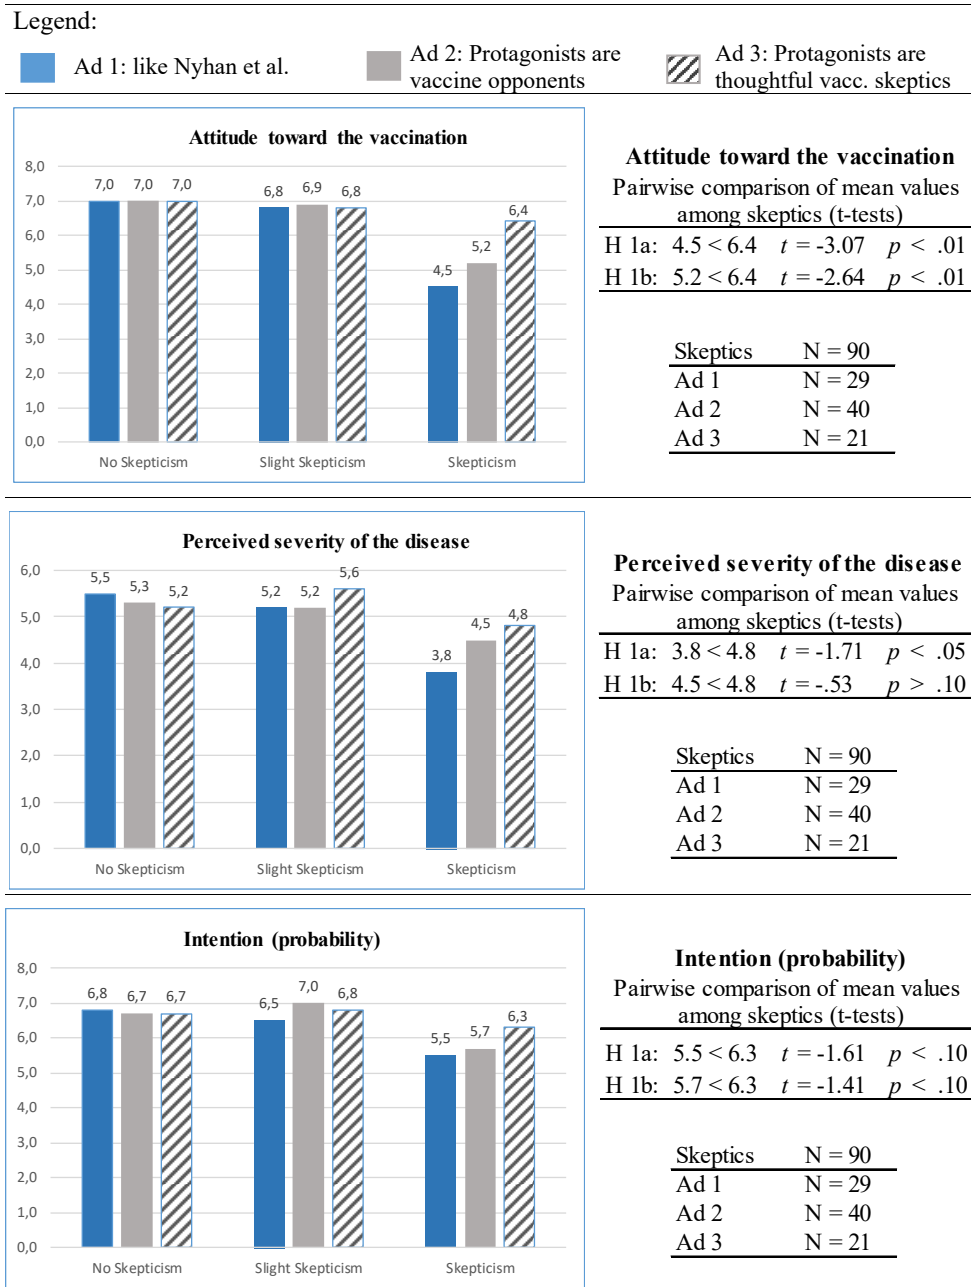 Legend:
Ad 1: like Nyhan et al.
Ad 2: Protagonists are
vaccine opponents
Ad 3: Protagonists are
thoughtful vacc. skeptics
Attitude toward the vaccination
8,0
7,0
6,0
5,0
4,0
3,0
2,0
1,0
0,0
7,0 7,0 7,0
6,8 6,9 6,8
4,5 5,2 6,4
No Skepticism Slight Skepticism Skepticism
Attitude toward the vaccination
Pairwise comparison of mean values
among skeptics (t-tests)
H 1a: 4.5 < 6.4 t = -3.07 p < .01
H 1b: 5.2 < 6.4 t = -2.64 p < .01
Skeptics N = 90
Ad 1 N = 29
Ad 2 N = 40
Ad 3 N = 21
Perceived severity of the disease
6,0
5,0
4,0
3,0
2,0
1,0
0,0
5,5 5,3 5,2
5,2 5,2 5,6
3,8 4,5 4,8
No Skepticism Slight Skepticism Skepticism
Perceived severity of the disease
Pairwise comparison of mean values
among skeptics (t-tests)
H 1a: 3.8 < 4.8 t = -1.71 p < .05
H 1b: 4.5 < 4.8 t = -.53 p > .10
Skeptics N = 90
Ad 1 N = 29
Ad 2 N = 40
Ad 3 N = 21
Intention (probability)
8,0
7,0
6,0
5,0
4,0
3,0
2,0
1,0
0,0
6,8 6,7 6,7
6,5 7,0 6,8
5,5 5,7 6,3
No Skepticism Slight Skepticism Skepticism
Intention (probability)
Pairwise comparison of mean values
among skeptics (t-tests)
H 1a: 5.5 < 6.3 t = -1.61 p < .10
H 1b: 5.7 < 6.3 t = -1.41 p < .10
Skeptics N = 90
Ad 1 N = 29
Ad 2 N = 40
Ad 3 N = 21